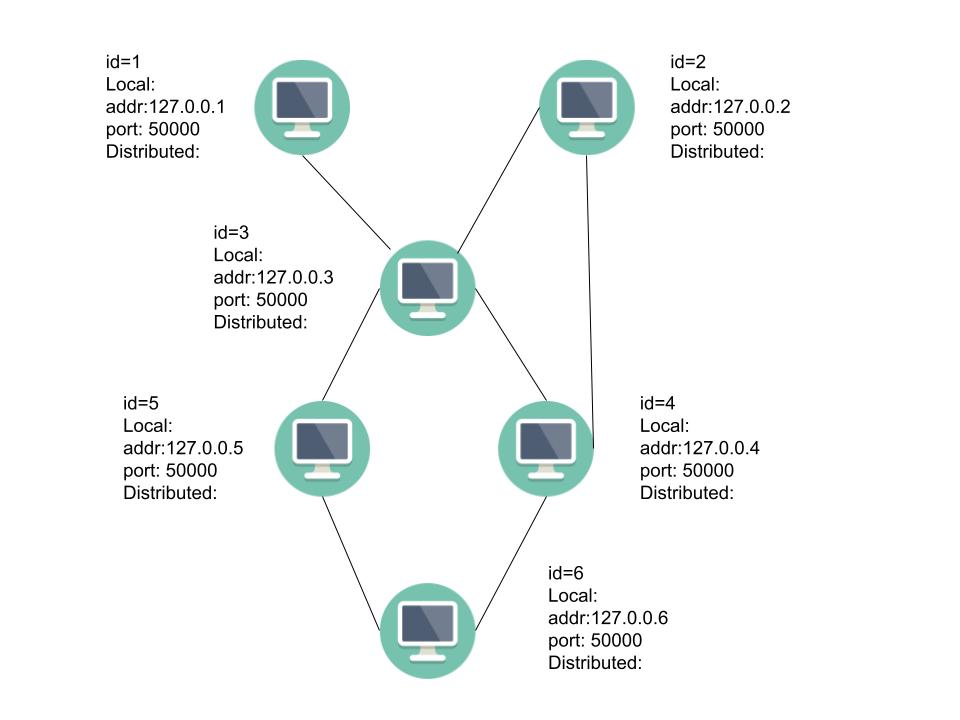 id=1
Local:
addr:127.0.0.1
port: 50000
Distributed:
id=2
Local:
addr:127.0.0.2
port: 50000
Distributed:
id=3
Local:
addr:127.0.0.3
port: 50000
Distributed:
id=5
Local:
addr:127.0.0.5
port: 50000
Distributed:
id=4
Local:
addr:127.0.0.4
port: 50000
Distributed:
id=6
Local:
addr:127.0.0.6
port: 50000
Distributed: